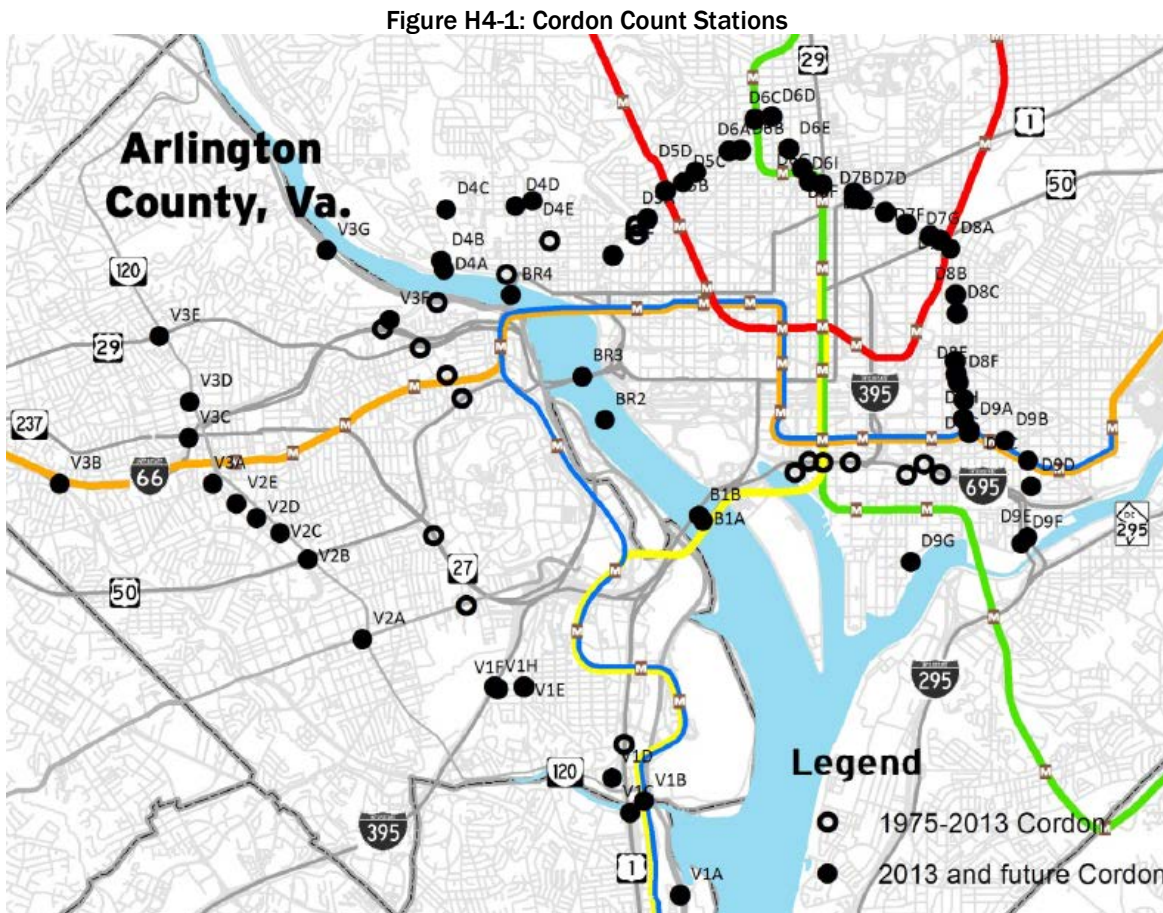 Figure H4-1: Cordon Count Stations
Arlington
County, Va.
29
1
50
120
29
237
66
50
27
395
695
DC
295
295
120
395
1
D6C
D6D
D6A
D6B
D6E
D6I
D5D
D5C
D7B
D7D
D7F
D7G
D8A
D8B
D8C
D8F
D9A
D9B
D9D
D9E
D9F
D9G
D4C
D4D
D4E
D4B
D4A
BR4
BR3
BR2
B1B
B1A
V3G
V3F
V3E
V3D
V3C
V3B
V3A
V2E
V2D
V2C
V2B
V2A
V1F
V1H
V1E
V1D
V1C
V1B
V1A
Legend
1975-2013 Cordon
2013 and future Cordon